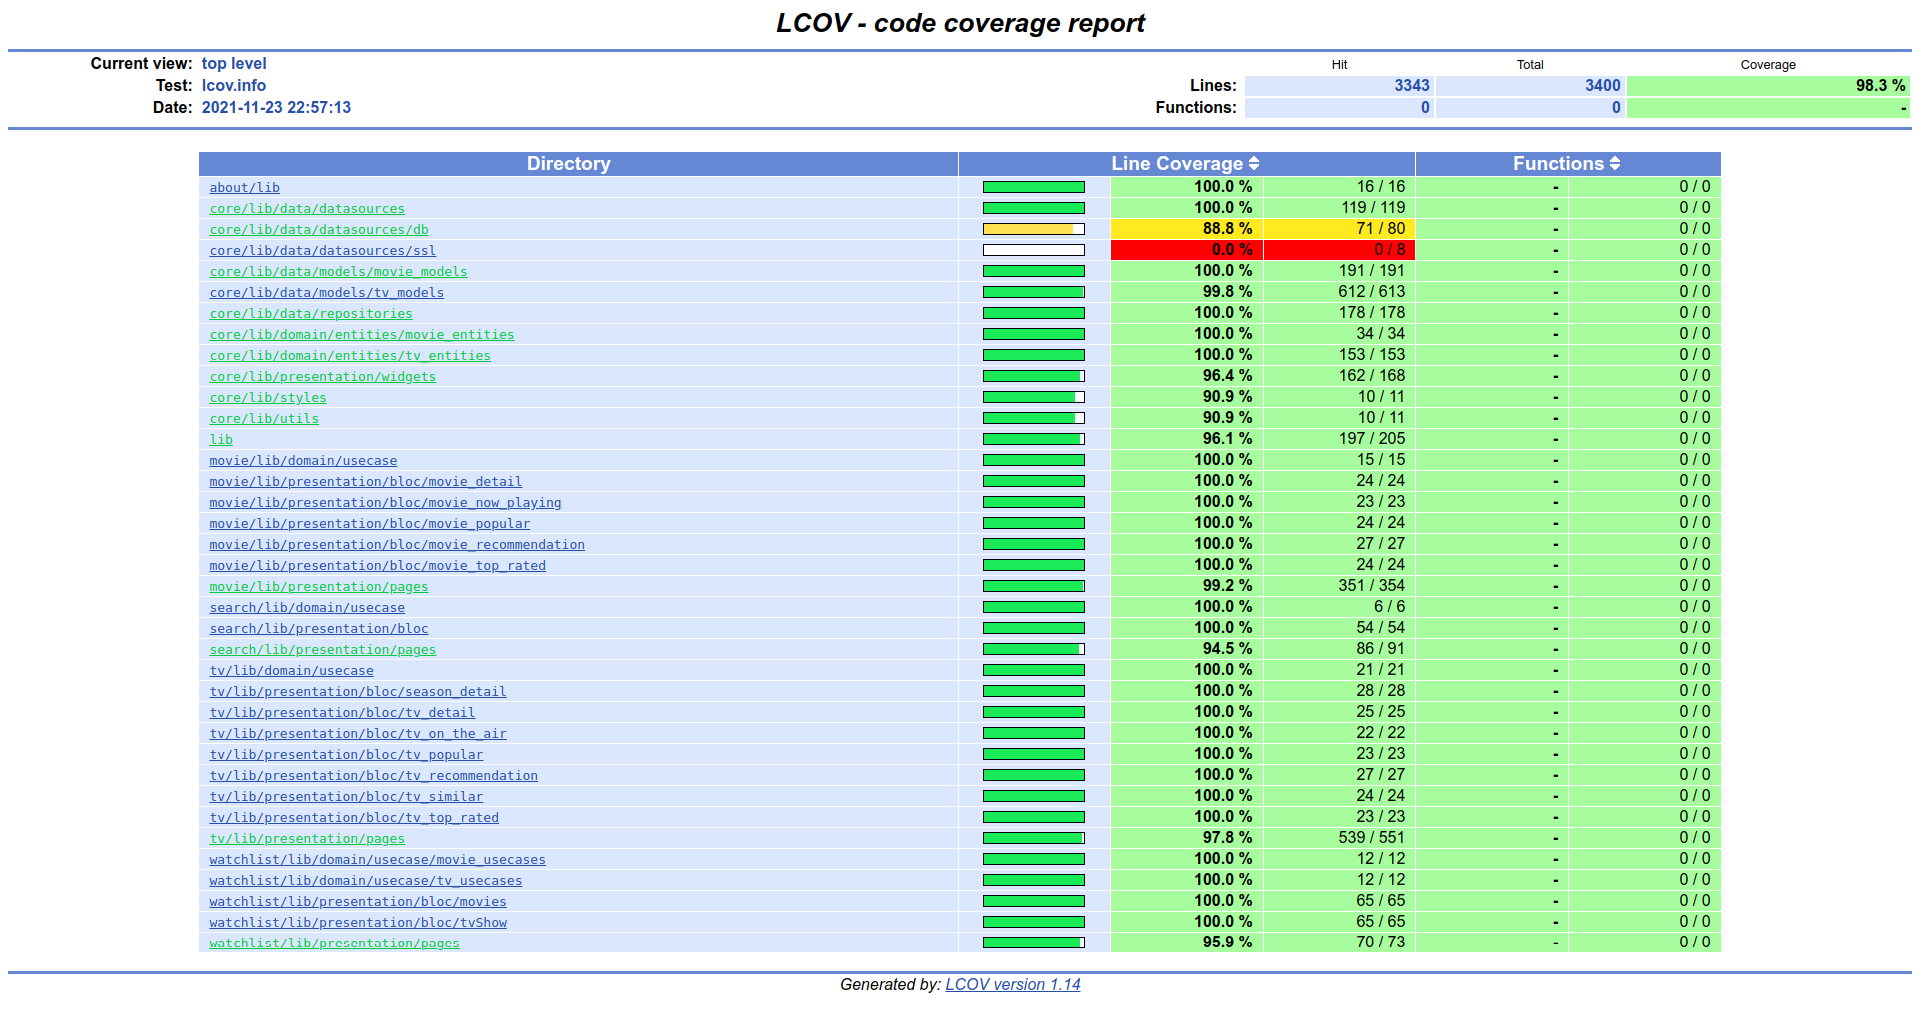 LCOV - code coverage report
Current view: top level Hit Total Coverage
Test: lcov.info Lines: 3343 3400 98.3 %
Date: 2021-11-23 22:57:13 Functions: 0 0 -
Directory Line Coverage Functions
about/lib 100.0 % 16 / 16 - 0 / 0
core/lib/data/datasources 100.0 % 119 / 119 - 0 / 0
core/lib/data/datasources/db 88.8 % 71 / 80 - 0 / 0
core/lib/data/datasources/ssl 0.0 % 0 / 8 - 0 / 0
core/lib/data/models/movie_models 100.0 % 191 / 191 - 0 / 0
core/lib/data/models/tv_models 99.8 % 612 / 613 - 0 / 0
core/lib/data/repositories 100.0 % 178 / 178 - 0 / 0
core/lib/domain/entities/movie_entities 100.0 % 34 / 34 - 0 / 0
core/lib/domain/entities/tv_entities 100.0 % 153 / 153 - 0 / 0
core/lib/presentation/widgets 96.4 % 162 / 168 - 0 / 0
core/lib/styles 90.9 % 10 / 11 - 0 / 0
core/lib/utils 90.9 % 10 / 11 - 0 / 0
lib 96.1 % 197 / 205 - 0 / 0
movie/lib/domain/usecase 100.0 % 15 / 15 - 0 / 0
movie/lib/presentation/bloc/movie_detail 100.0 % 24 / 24 - 0 / 0
movie/lib/presentation/bloc/movie_now_playing 100.0 % 23 / 23 - 0 / 0
movie/lib/presentation/bloc/movie_popular 100.0 % 24 / 24 - 0 / 0
movie/lib/presentation/bloc/movie_recommendation 100.0 % 27 / 27 - 0 / 0
movie/lib/presentation/bloc/movie_top_rated 100.0 % 24 / 24 - 0 / 0
movie/lib/presentation/pages 99.2 % 351 / 354 - 0 / 0
search/lib/domain/usecase 100.0 % 6 / 6 - 0 / 0
search/lib/presentation/bloc 100.0 % 54 / 54 - 0 / 0
search/lib/presentation/pages 94.5 % 86 / 91 - 0 / 0
tv/lib/domain/usecase 100.0 % 21 / 21 - 0 / 0
tv/lib/presentation/bloc/season_detail 100.0 % 28 / 28 - 0 / 0
tv/lib/presentation/bloc/tv_detail 100.0 % 25 / 25 - 0 / 0
tv/lib/presentation/bloc/tv_on_the_air 100.0 % 22 / 22 - 0 / 0
tv/lib/presentation/bloc/tv_popular 100.0 % 23 / 23 - 0 / 0
tv/lib/presentation/bloc/tv_recommendation 100.0 % 27 / 27 - 0 / 0
tv/lib/presentation/bloc/tv_similar 100.0 % 24 / 24 - 0 / 0
tv/lib/presentation/bloc/tv_top_rated 100.0 % 23 / 23 - 0 / 0
tv/lib/presentation/pages 97.8 % 539 / 551 - 0 / 0
watchlist/lib/domain/usecase/movie_usecases 100.0 % 12 / 12 - 0 / 0
watchlist/lib/domain/usecase/tv_usecases 100.0 % 12 / 12 - 0 / 0
watchlist/lib/presentation/bloc/movies 100.0 % 65 / 65 - 0 / 0
watchlist/lib/presentation/bloc/tvShow 100.0 % 65 / 65 - 0 / 0
watchlist/lib/presentation/pages 95.9 % 70 / 73 - 0 / 0
Generated by: LCOV version 1.14